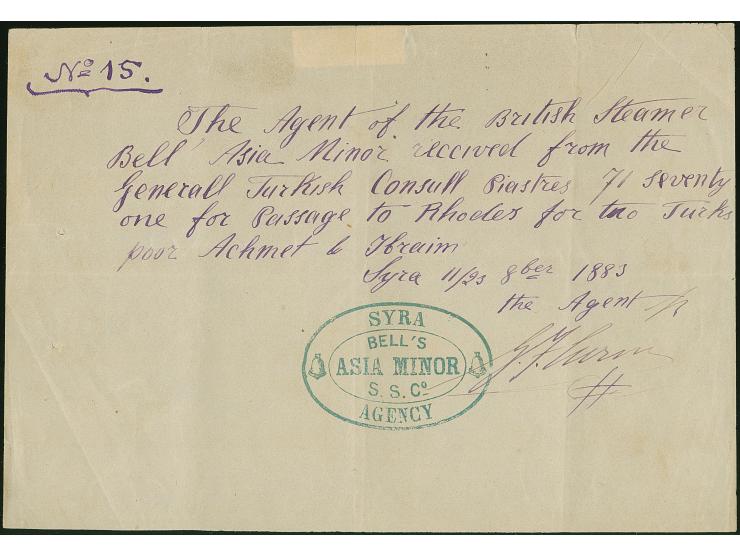 No 15.
The Agent of the British Steamer
Bell' Asia Minor received from the
Generall Turkish Consull Piastres 71 seventy
one for Passage to Rhodes for two Turks
poor Achmet & Ibraim
Syra 11/23 8ber 1883
the Agent
SYRA
BELL'S
ASIA MINOR
S. S. Co
AGENCY